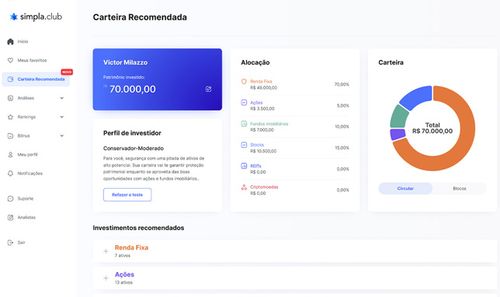 simpla.club
Início
Meus favoritos
NOVO
Carteira Recomendada
Análises
Rankings
Bônus
Meu perfil
Notificações
Suporte
Analistas
Sair
Carteira Recomendada
Victor Milazzo
Patrimônio investido:
R$ 70.000,00
Perfil de investidor
Conservador-Moderado
Para você, segurança com uma pitada de ativos de
alto potencial. Sua carteira vai te garantir proteção
patrimonial enquanto se aproveita das boas
oportunidades com ações e fundos imobiliários.
Refazer o teste
Alocação
Renda Fixa
R$ 49.000,00
70,00%
Ações
R$ 3.500,00
5,00%
Fundos Imobiliários
R$ 7.000,00
10,00%
Stocks
R$ 10.500,00
15,00%
REITs
R$ 0,00
0,00%
Criptomoedas
R$ 0,00
0,00%
Carteira
Total
R$ 70.000,00
Circular
Blocos
Investimentos recomendados
Renda Fixa
7 ativos
Ações
13 ativos